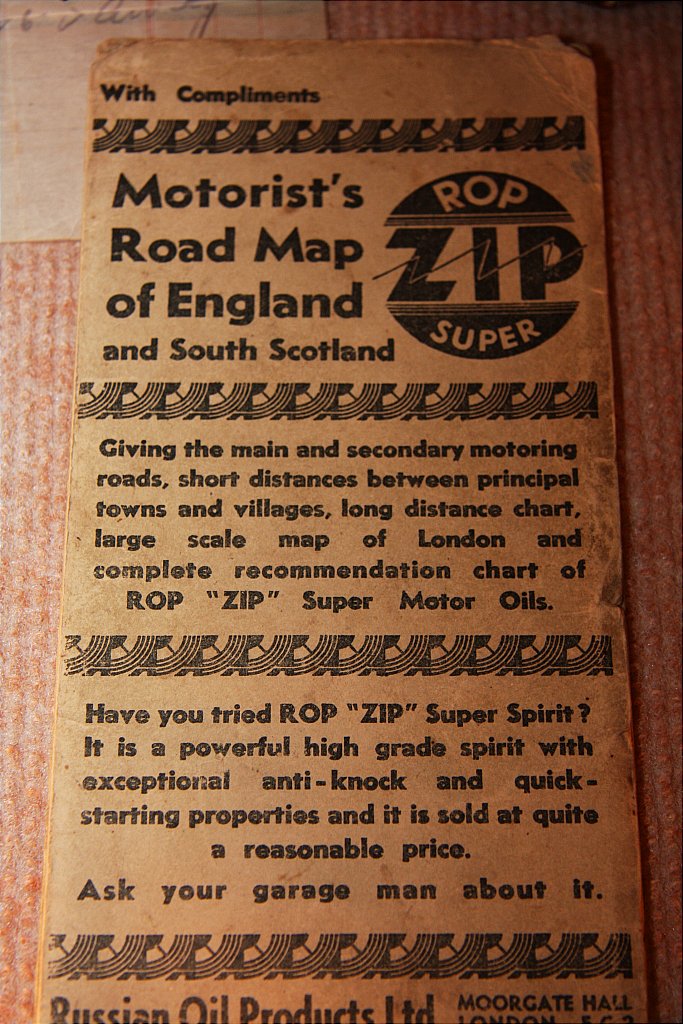 With Compliments
Motorist's
Road Map
of England
and South Scotland
ROP
ZIP
SUPER
Giving the main and secondary motoring
roads, short distances between principal
towns and villages, long distance chart,
large scale map of London and
complete recommendation chart of
ROP "ZIP" Super Motor Oils.
Have you tried ROP "ZIP" Super Spirit?
It is a powerful high grade spirit with
exceptional anti-knock and quick-
starting properties and it is sold at quite
a reasonable price.
Ask your garage man about it.
Russian Oil Products Ltd
MOORGATE HALL
LONDON E.C.2